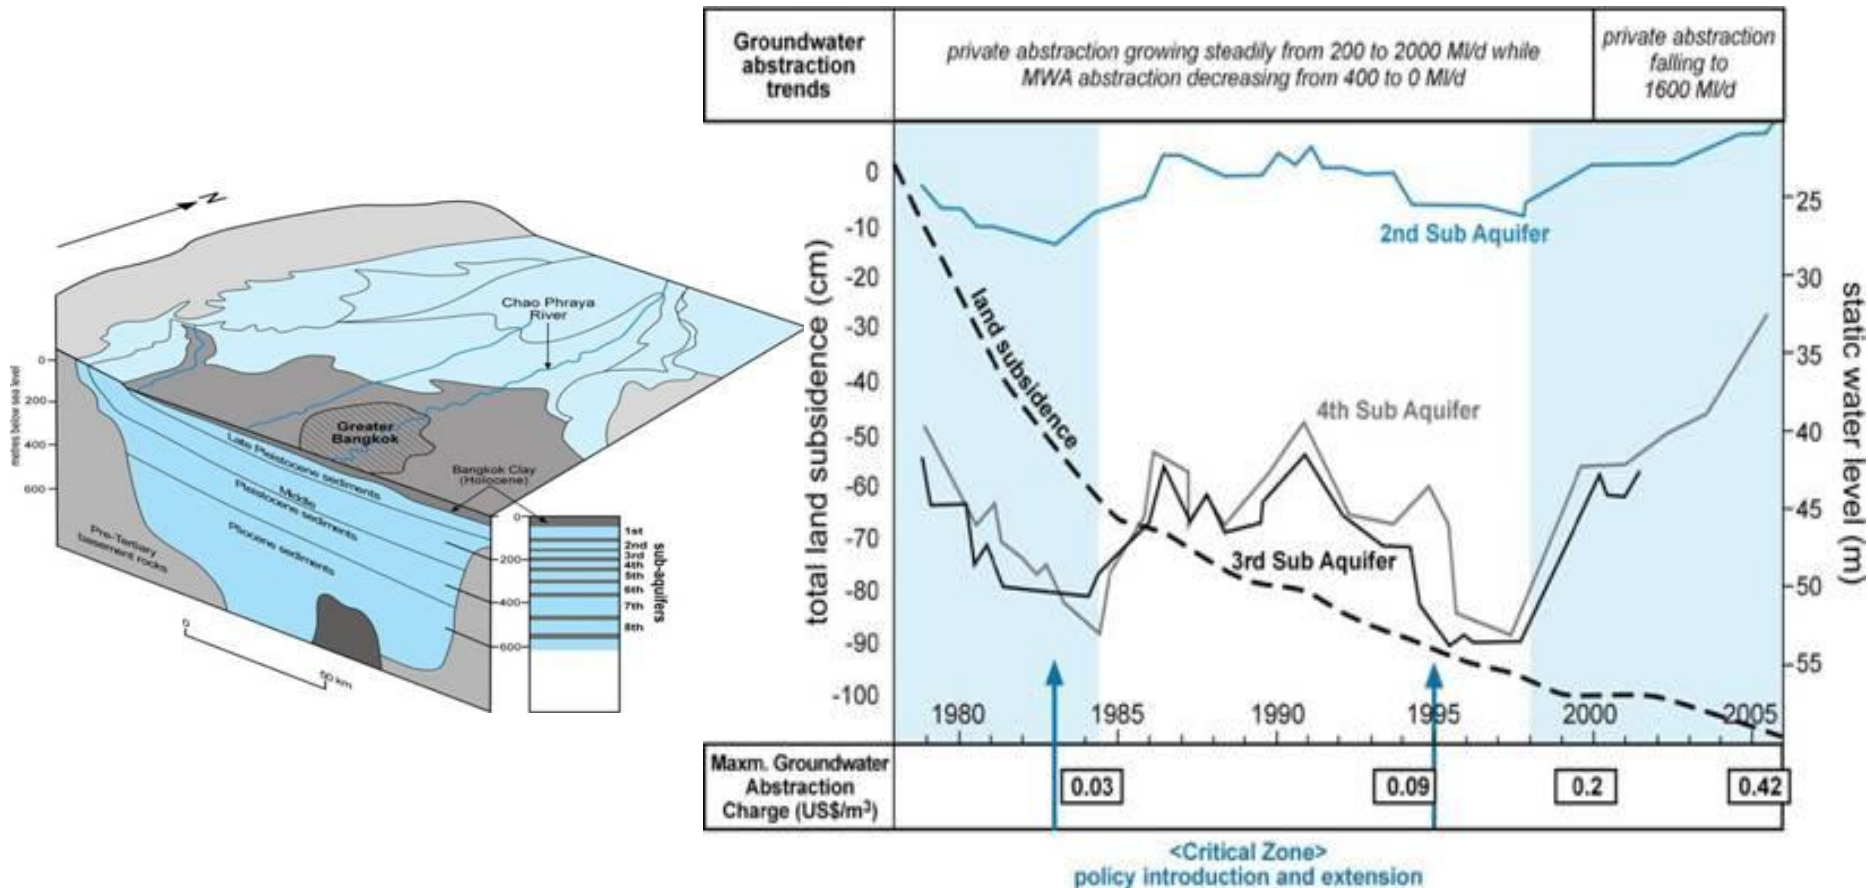 N
Chao Phraya
River
metres below sea level
0
200
400
600
Greater
Bangkok
Late Pleistocene sediments
Middle
Pleistocene sediments
Pliocene sediments
Pre-Tertiary
basement rocks
Bangkok Clay
(Holocene)
0
200
400
600
1st
2nd
3rd
4th
5th
6th
7th
8th
sub-aquifers
0
50 km
Groundwater
abstraction
trends
private abstraction growing steadily from 200 to 2000 Ml/d while
MWA abstraction decreasing from 400 to 0 Ml/d
private abstraction
falling to
1600 Ml/d
total land subsidence (cm)
0
-10
-20
-30
-40
-50
-60
-70
-80
-90
-100
2nd Sub Aquifer
land subsidence
4th Sub Aquifer
3rd Sub Aquifer
25
30
35
40
45
50
55
static water level (m)
1980 1985 1990 1995 2000 2005
Maxm. Groundwater
Abstraction
Charge (US$/m³)
0.03 0.09 0.2 0.42
<Critical Zone>
policy introduction and extension